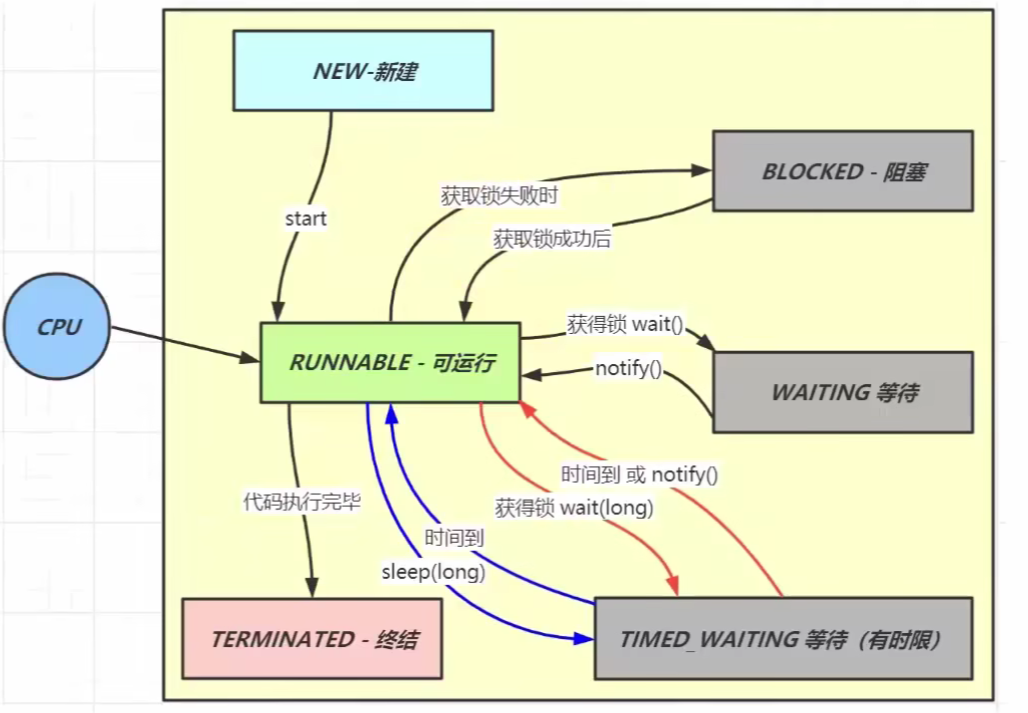 NEW-新建
BLOCKED - 阻塞
获取锁失败时
start
获取锁成功后
CPU
获得锁 wait()
RUNNABLE - 可运行
notify()
WAITING 等待
时间到 或 notify()
代码执行完毕
获得锁 wait(long)
时间到
sleep(long)
TERMINATED - 终结
TIMED_WAITING 等待（有时限）